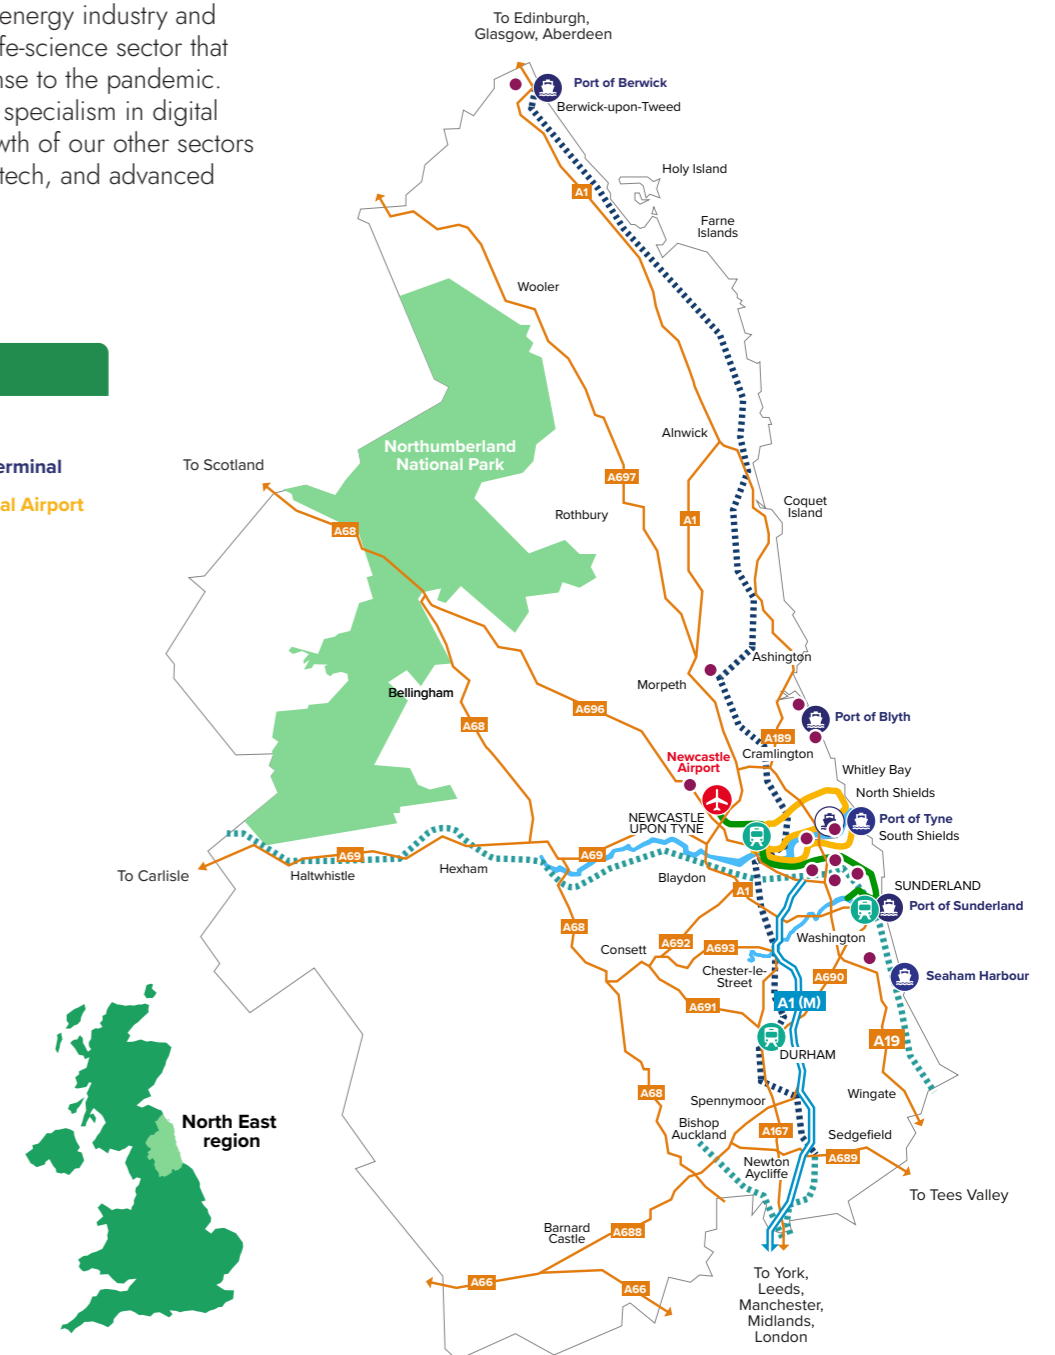 energy industry and
fe-science sector that
nse to the pandemic.
specialism in digital
wth of our other sectors
tech, and advanced
erminal
al Airport
To Edinburgh,
Glasgow, Aberdeen
Port of Berwick
Berwick-upon-Tweed
Holy Island
A1
Farne
Islands
Wooler
Northumberland
National Park
Alnwick
To Scotland
A697
Coquet
Island
Rothbury
A1
A68
Ashington
Morpeth
Bellingham
A696
Port of Blyth
A68
A189
Cramlington
Newcastle
Airport
Whitley Bay
North Shields
NEWCASTLE
UPON TYNE
Port of Tyne
South Shields
A69
A69
Hexham
To Carlisle
Haltwhistle
Blaydon
SUNDERLAND
A1
Port of Sunderland
A68
Washington
A692
A693
Consett
Chester-le-
Street
A690
Seaham Harbour
A691
A1 (M)
A19
DURHAM
A68
Wingate
Spennymoor
North East
region
Bishop
Auckland
A167
Sedgefield
A689
Newton
Aycliffe
To Tees Valley
Barnard
Castle
A688
A66
A66
To York,
Leeds,
Manchester,
Midlands,
London